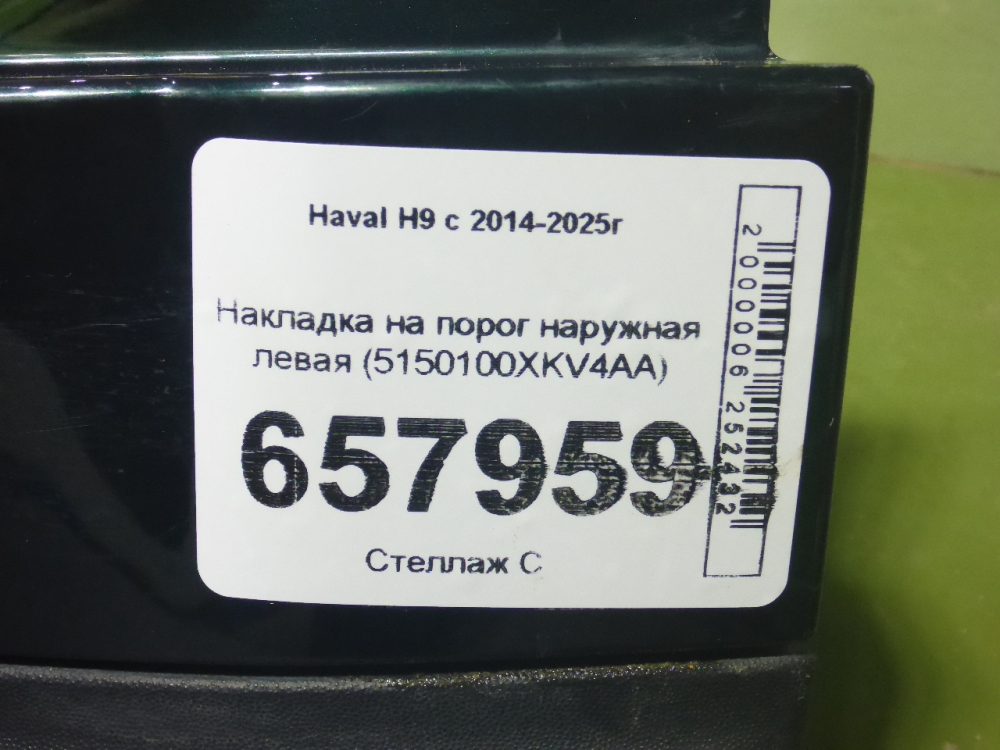 Haval H9 с 2014-2025г
Накладка на порог наружная
левая (5150100XKV4AA)
657959
Стеллаж С
2000006252432